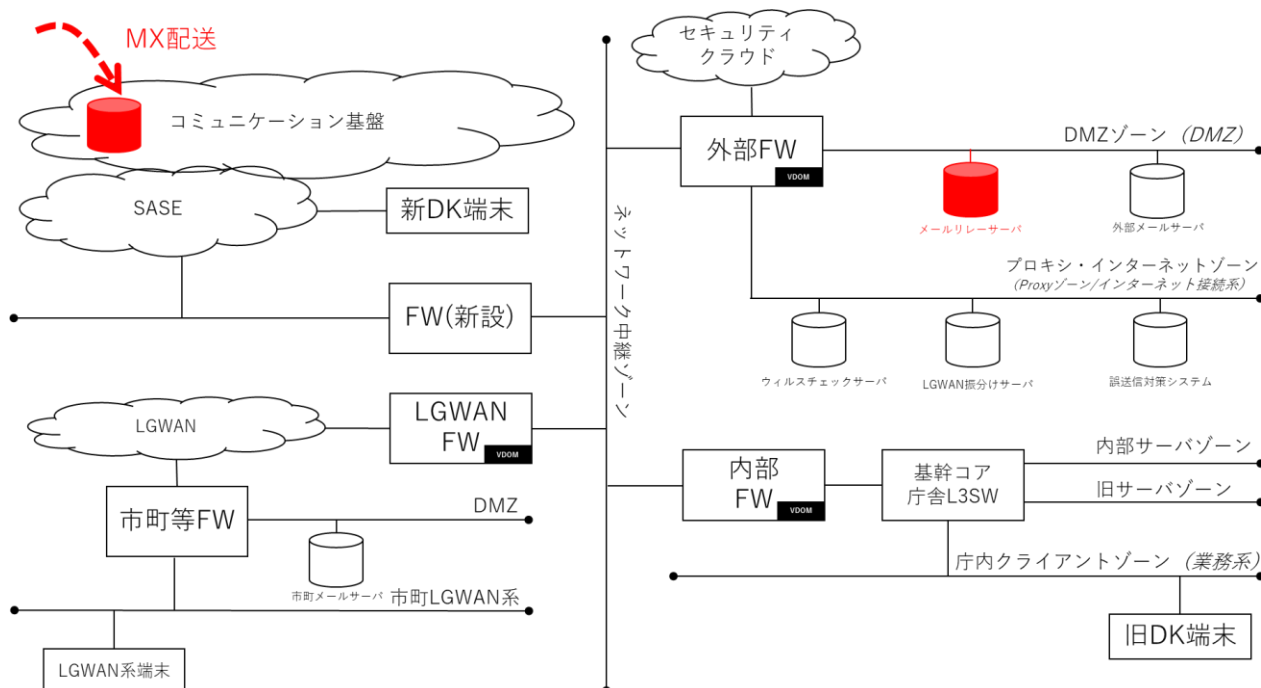 MX配送
コミュニケーション基盤
SASE
新DK端末
FW(新設)
LGWAN
LGWAN
FW
VDOM
市町等FW
DMZ
市町メールサーバ
市町LGWAN系
LGWAN系端末
ネットワーク中継ゾーン
セキュリティ
クラウド
外部FW
VDOM
DMZゾーン（DMZ）
メールリレーサーバ
外部メールサーバ
プロキシ・インターネットゾーン
（Proxyゾーン/インターネット接続系）
ウィルスチェックサーバ
LGWAN振分けサーバ
誤送信対策システム
内部
FW
VDOM
基幹コア
庁舎L3SW
内部サーバゾーン
旧サーバゾーン
庁内クライアントゾーン（業務系）
旧DK端末